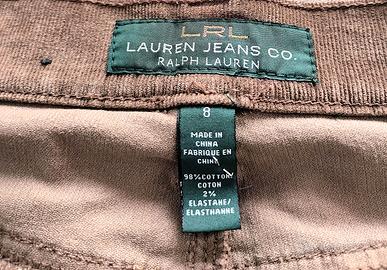 LRL
LAUREN JEANS CO.
RALPH LAUREN
8
MADE IN
CHINA
FABRIQUE EN
CHINE
98% COTTON/
COTON
2%
ELASTANE/
ELASTHANNE